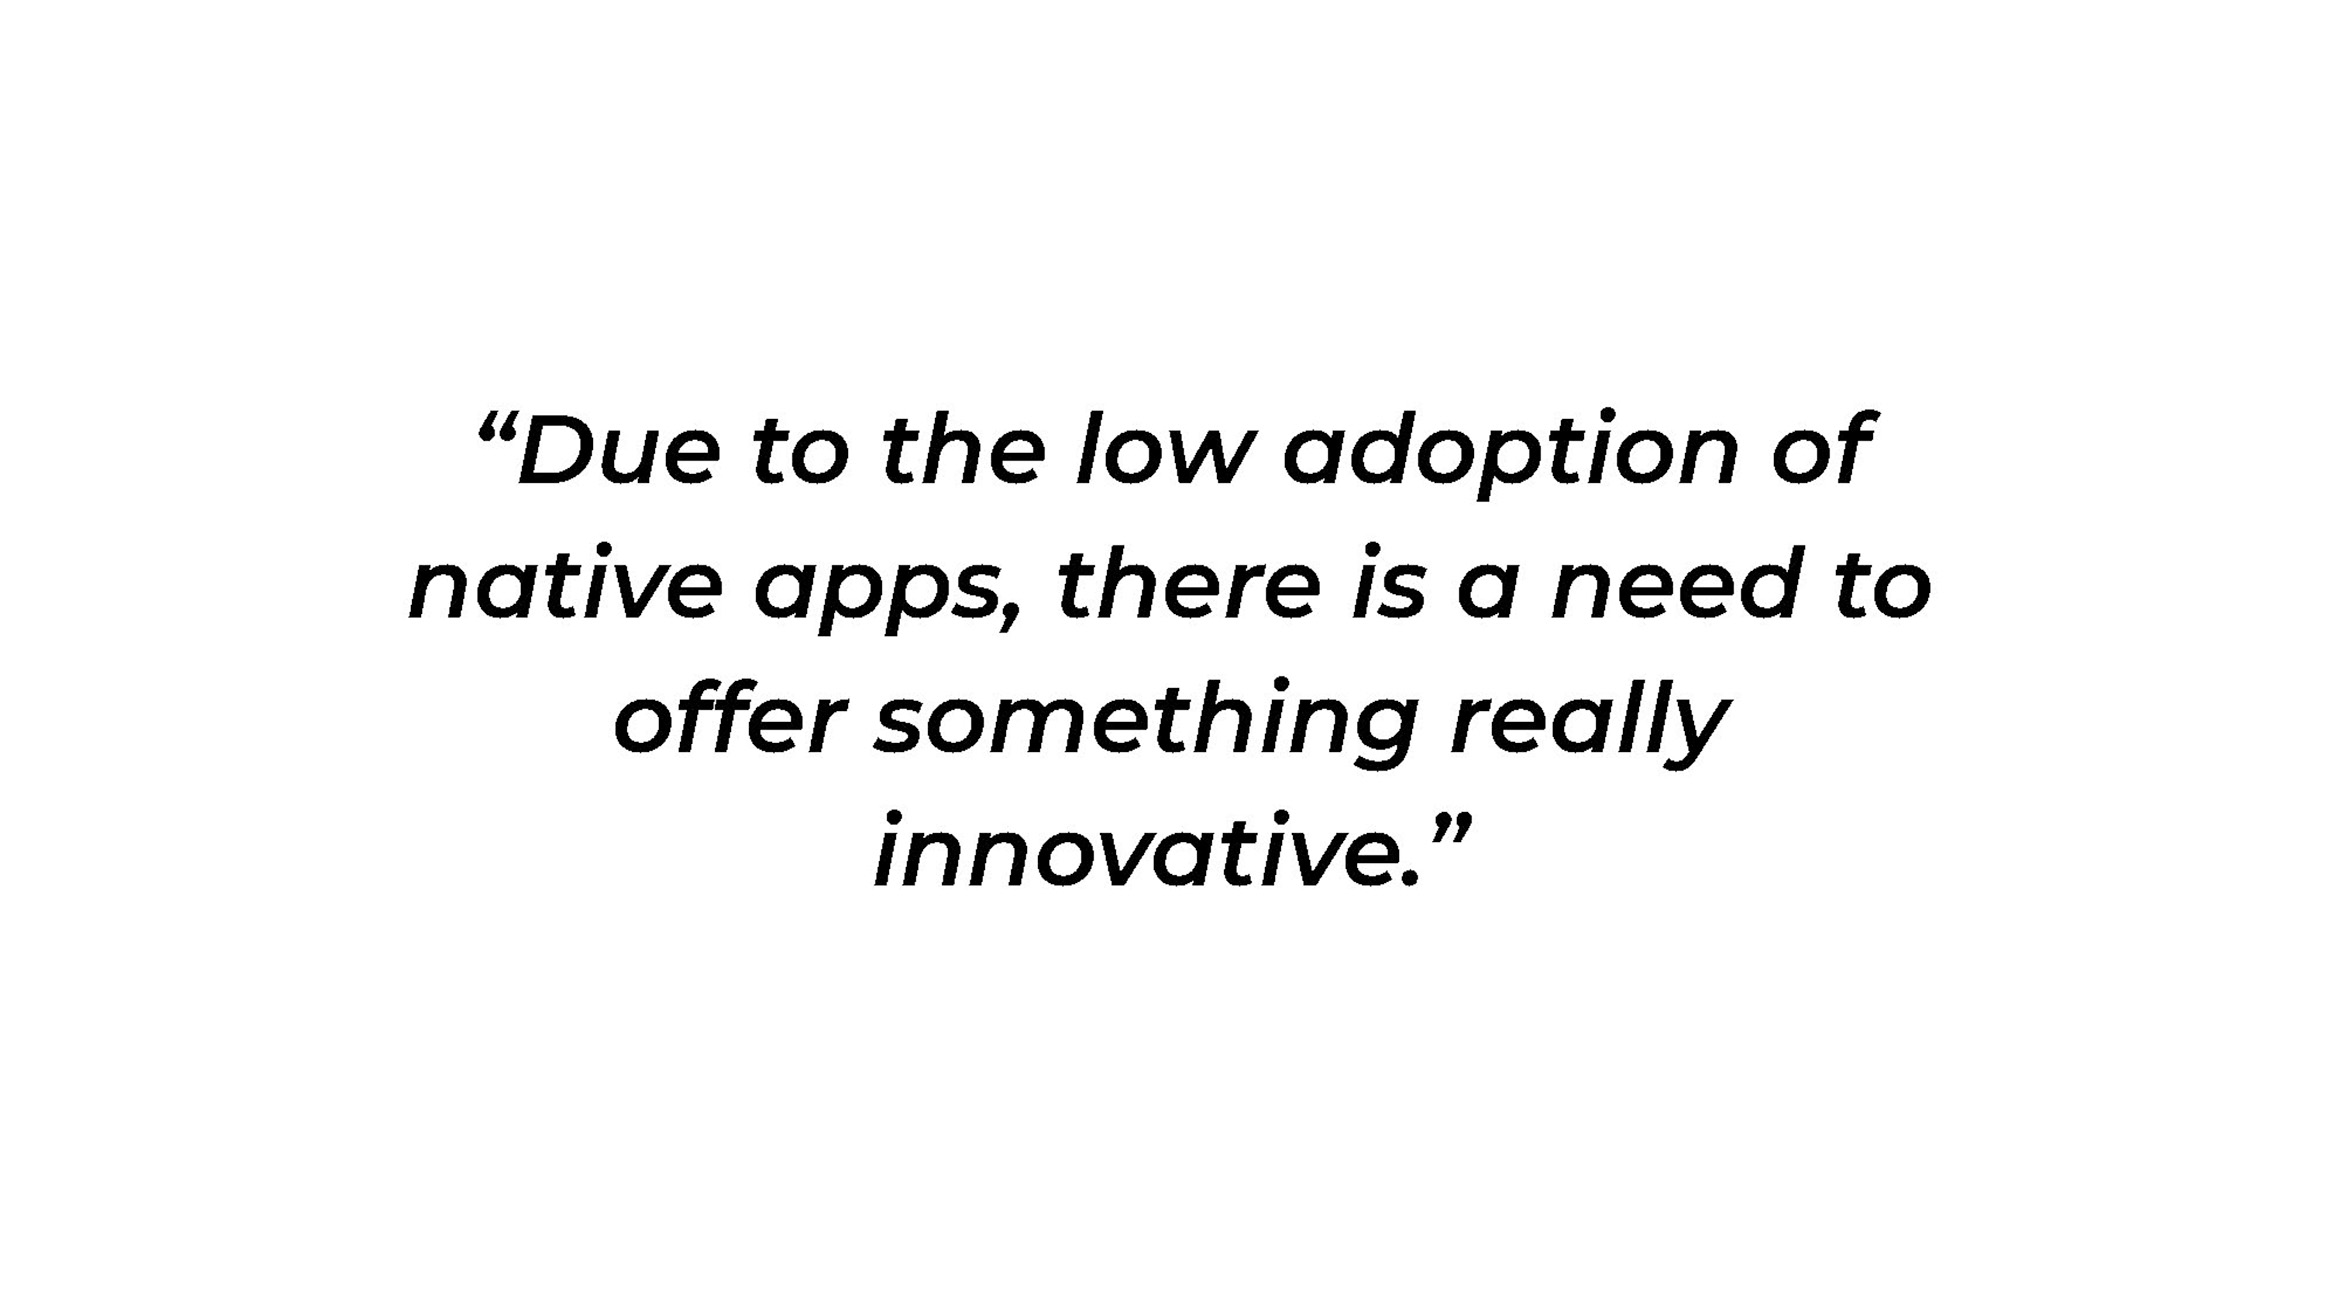 “Due to the low adoption of
native apps, there is a need to
offer something really
innovative.”